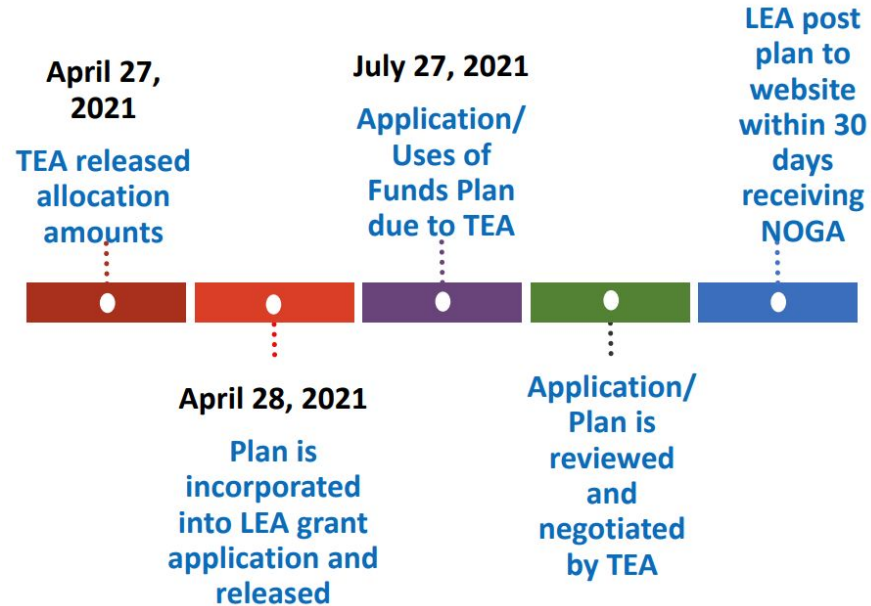 April 27,
2021
TEA released
allocation
amounts
April 28, 2021
Plan is
incorporated
into LEA grant
application and
released
July 27, 2021
Application/
Uses of
Funds Plan
due to TEA
Application/
Plan is
reviewed
and
negotiated
by TEA
LEA post
plan to
website
within 30
days
receiving
NOGA